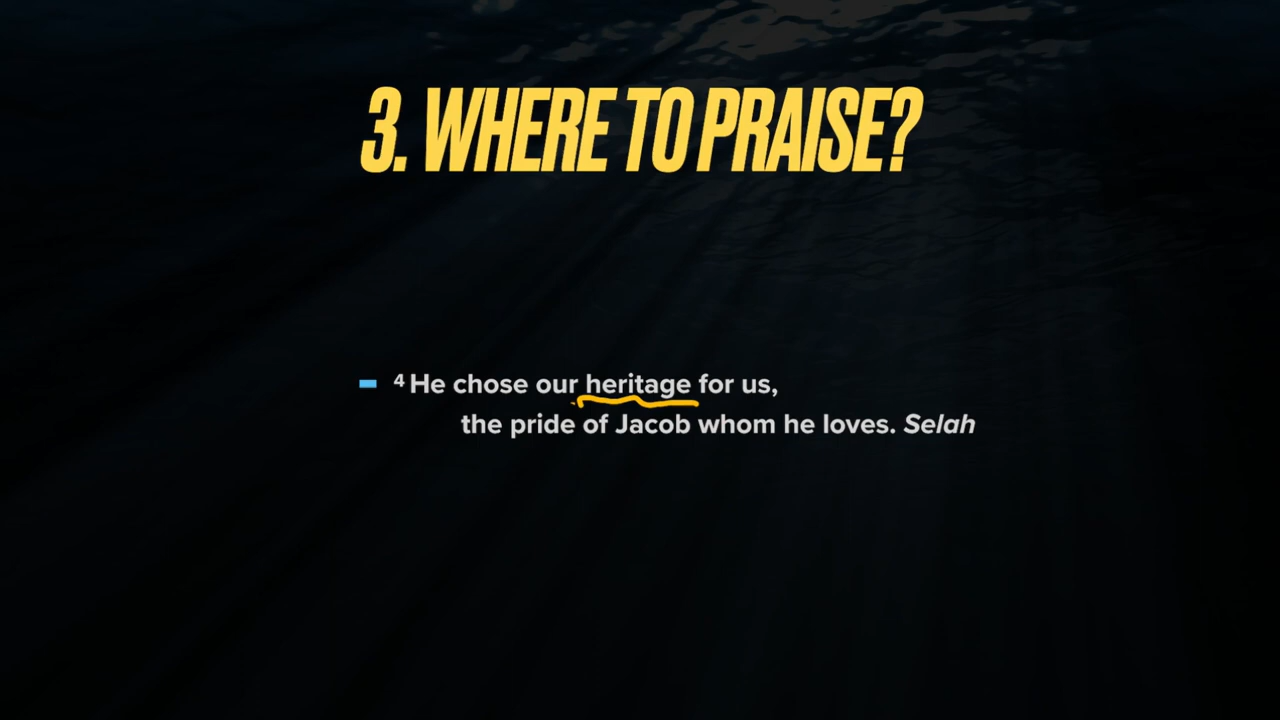 3. WHERE TO PRAISE?
⁴ He chose our heritage for us,
the pride of Jacob whom he loves. Selah